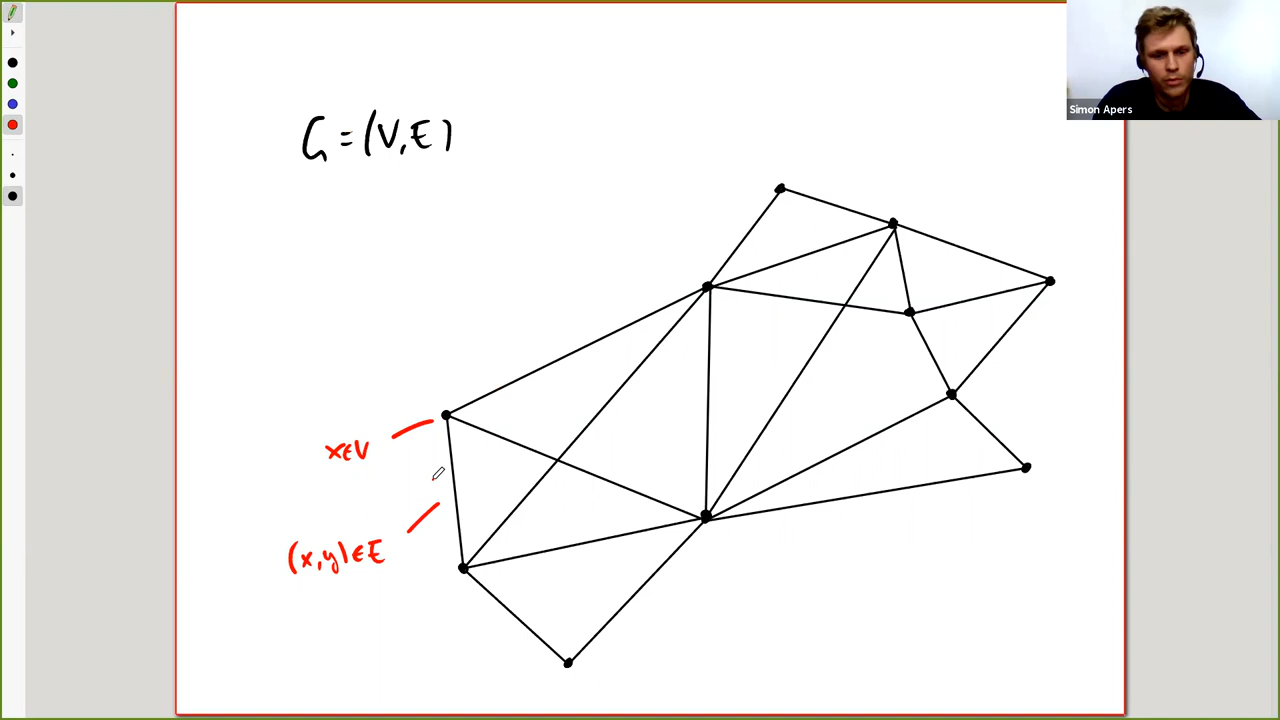 G = (V, E)
Simon Apers
x ∈ V
(x, y) ∈ E